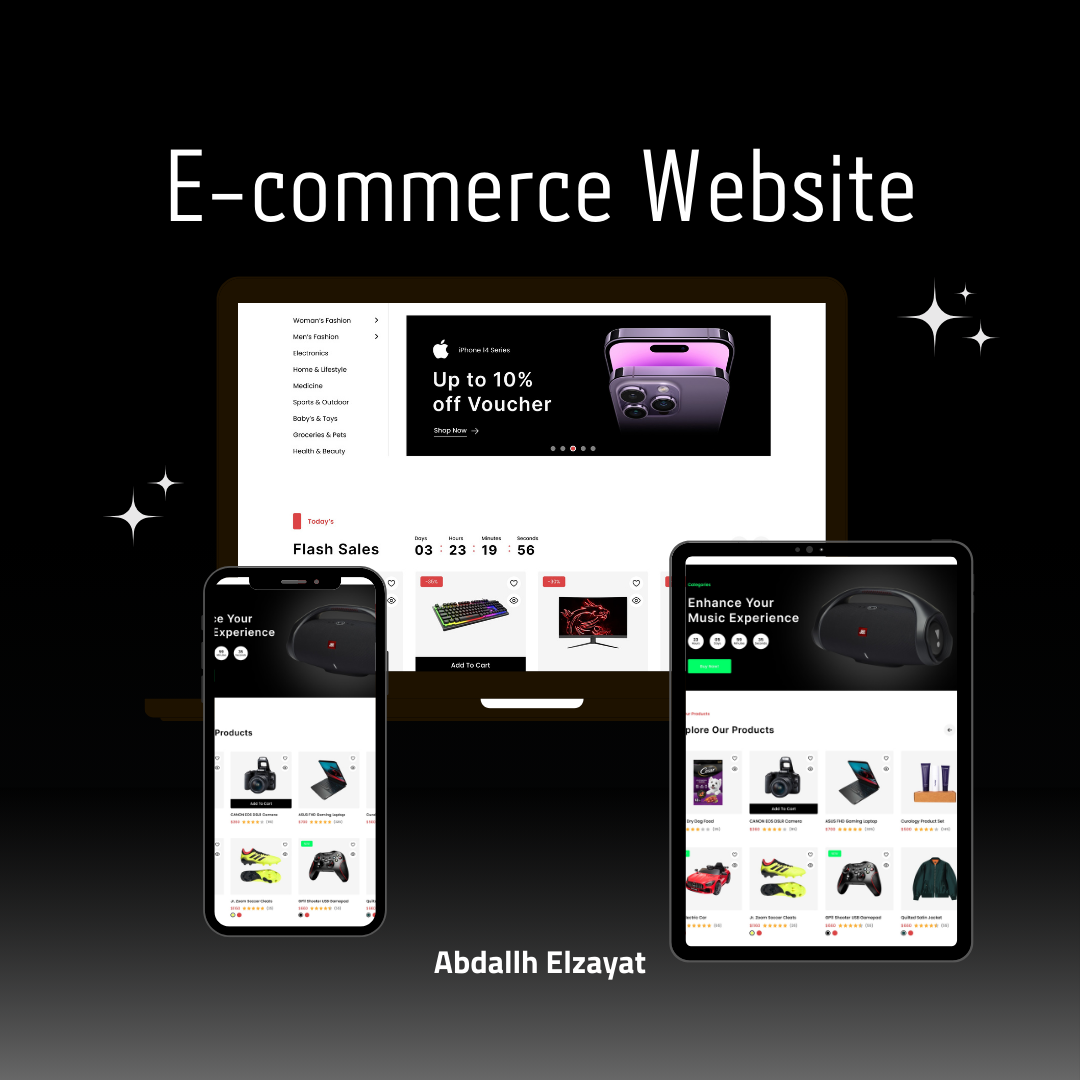 E-commerce Website
Woman's Fashion
Men's Fashion
Electronics
Home & Lifestyle
Medicine
Sports & Outdoor
Baby's & Toys
Groceries & Pets
Health & Beauty
iPhone 14 Series
Up to 10%
off Voucher
Shop Now
Today's
Flash Sales
Days Hours Minutes Seconds
03 : 23 : 19 : 56
-35%
Add To Cart
ce Your
Experience
Products
Add To Cart
CANON EOS DSLR Camera
ASUS FHD Gaming Laptop
Jr. Zoom Soccer Cleats
GP11 Shooter USB Gamepad
Categories
Enhance Your
Music Experience
Buy Now!
ur Products
plore Our Products
Add To Cart
Dry Dog Food
CANON EOS DSLR Camera
ASUS FHD Gaming Laptop
Curology Product Set
lectric Car
Jr. Zoom Soccer Cleats
GP11 Shooter USB Gamepad
Quilted Satin Jacket
Abdallh Elzayat